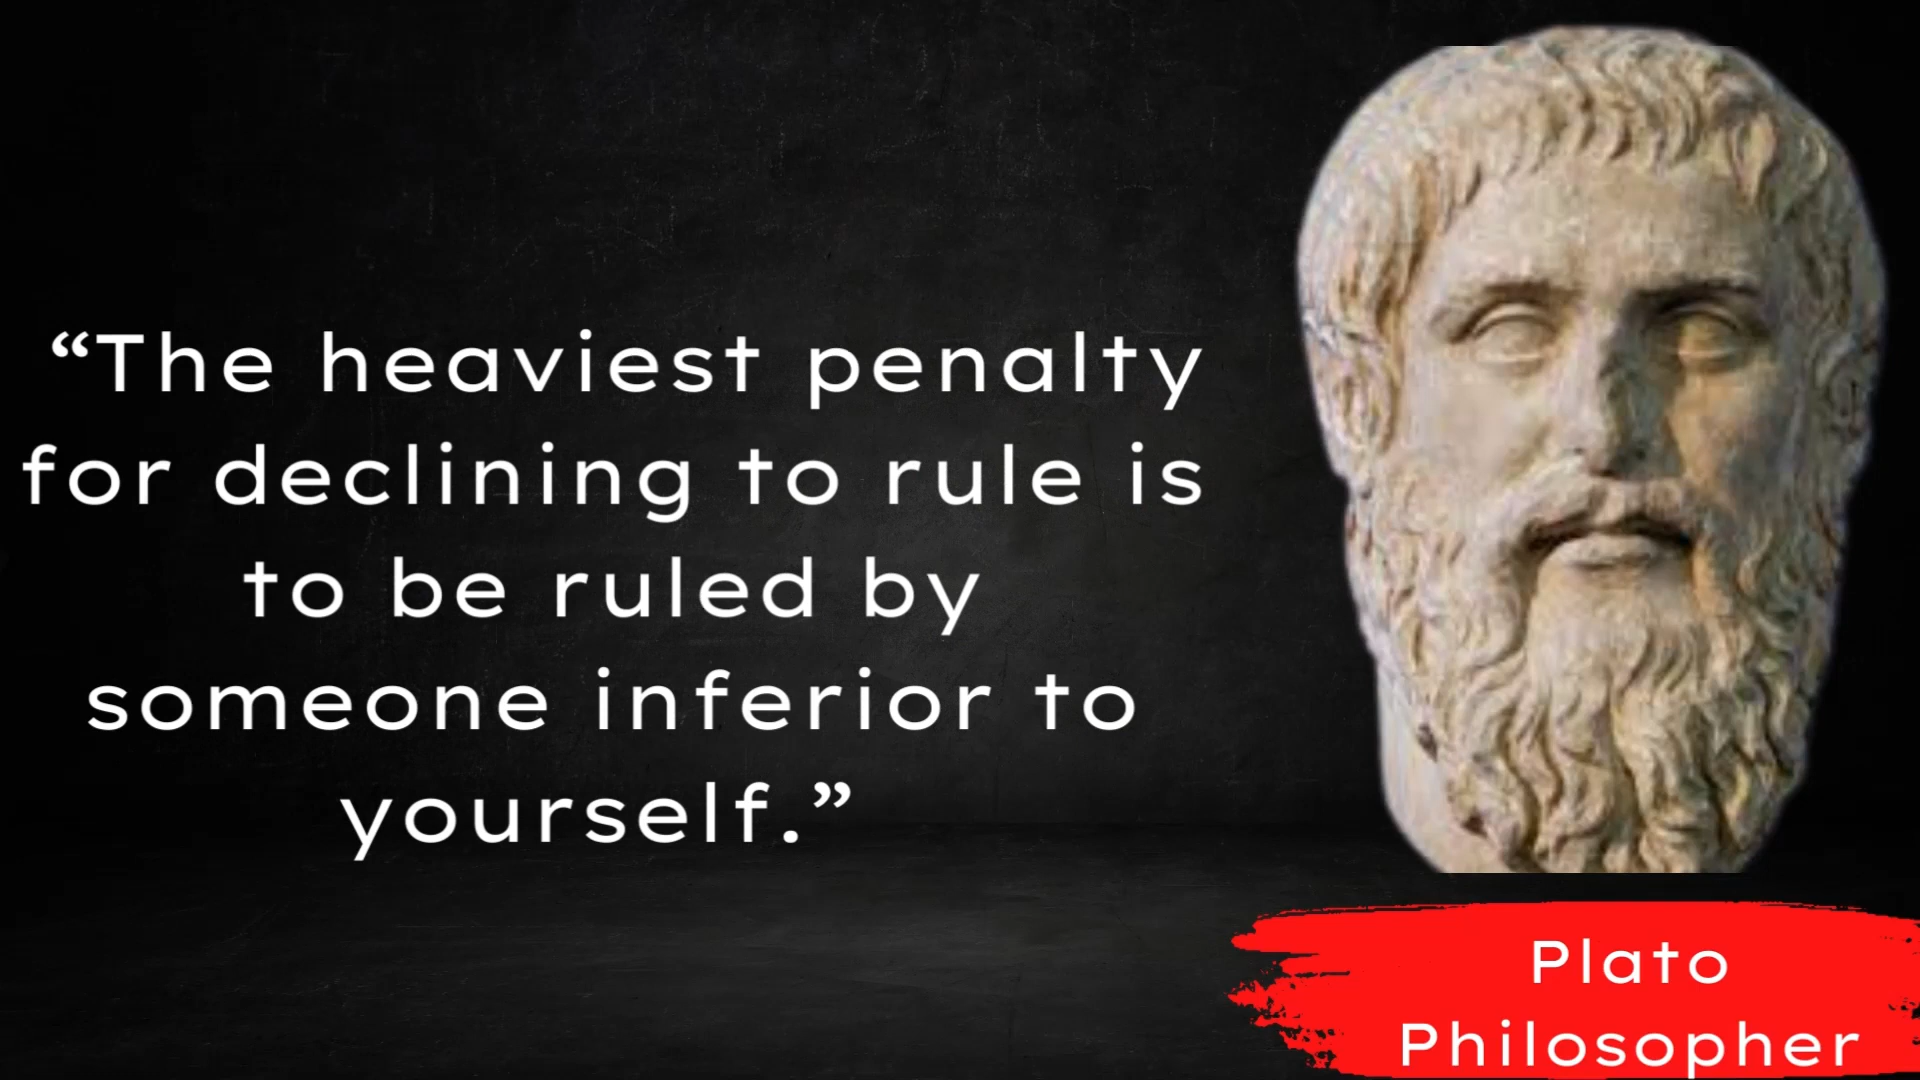 “The heaviest penalty
for declining to rule is
to be ruled by
someone inferior to
yourself.”
Plato
Philosopher